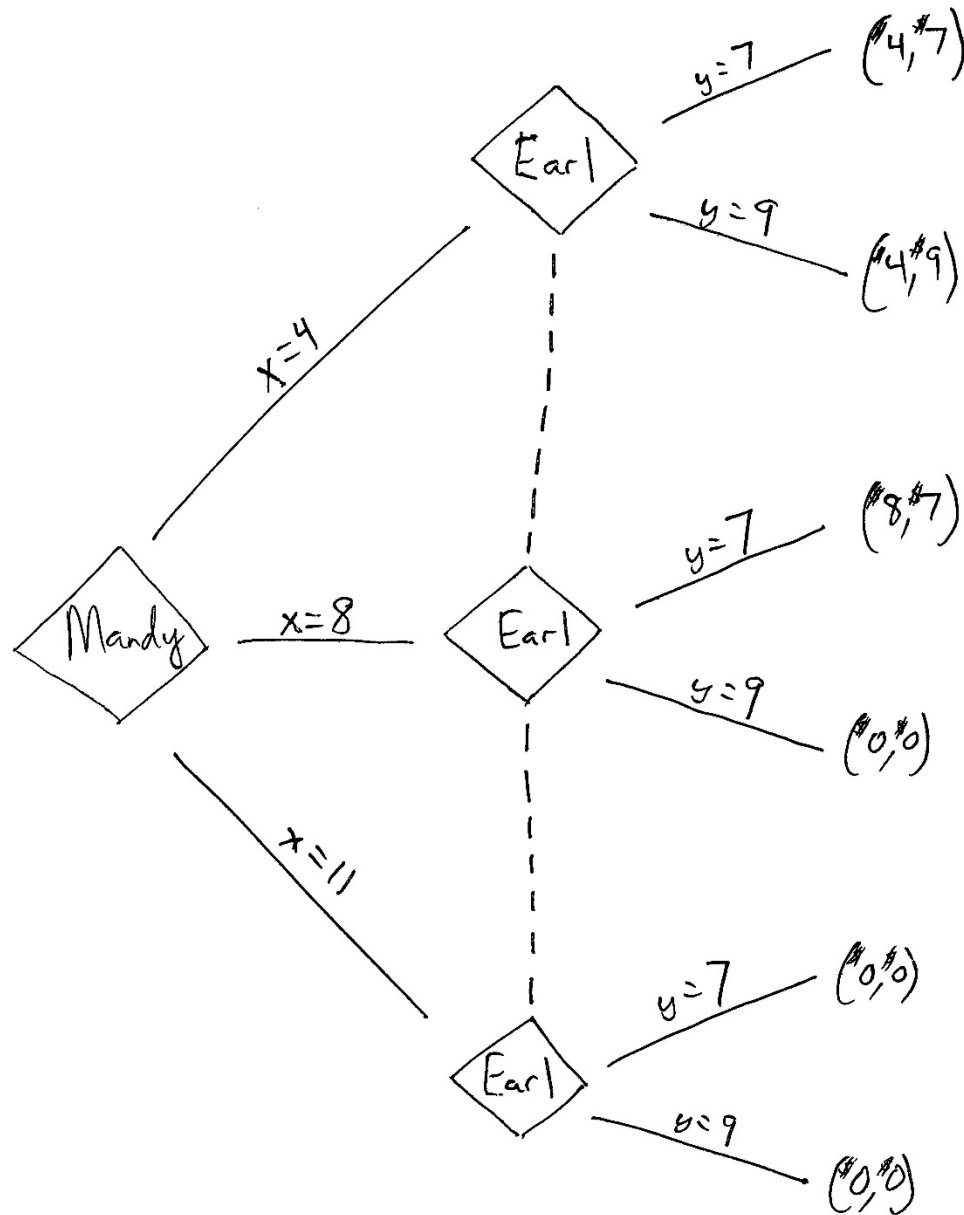 y=7
($4,$7)
Earl
y=9
($4,$9)
x=4
y=7
($8,$7)
Mandy
x=8
Earl
y=9
($0,$0)
x=11
y=7
($0,$0)
Earl
y=9
($0,$0)